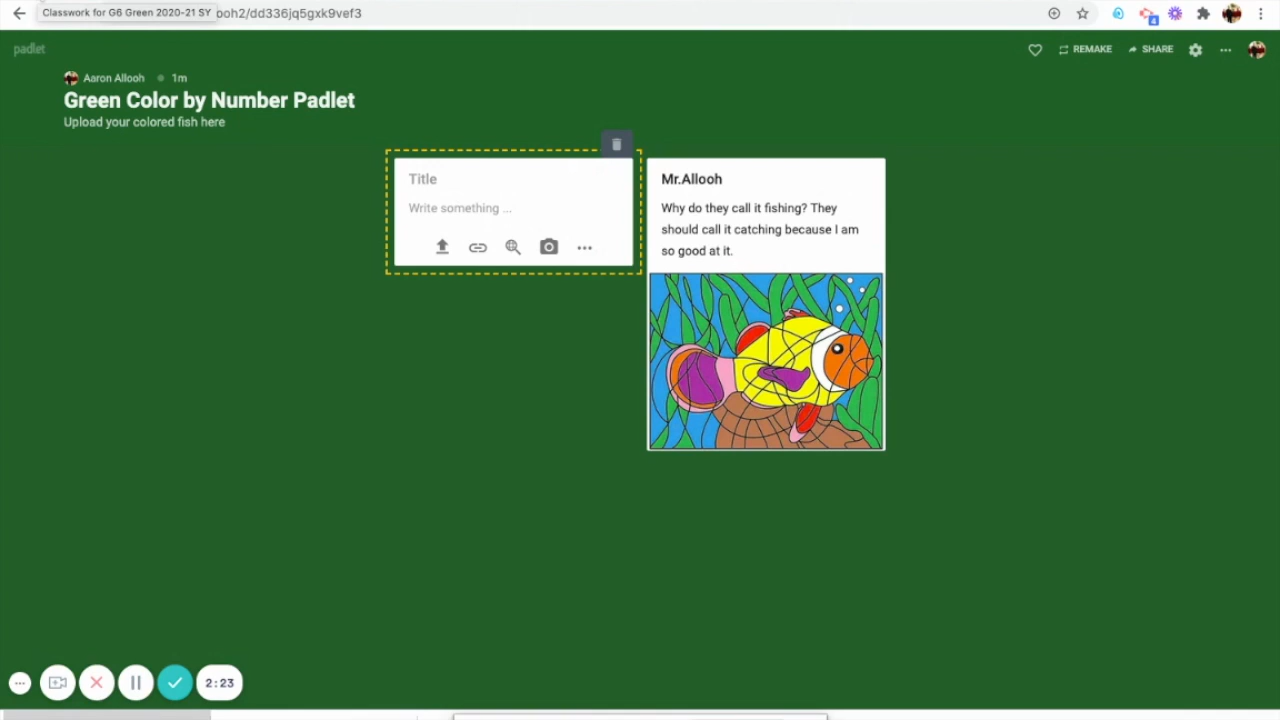 Classwork for G6 Green 2020-21 SY
ooh2/dd336jq5gxk9vef3
4
padlet
REMAKE
SHARE
Aaron Allooh
1m
Green Color by Number Padlet
Upload your colored fish here
Title
Write something ...
Mr.Allooh
Why do they call it fishing? They
should call it catching because I am
so good at it.
2:23